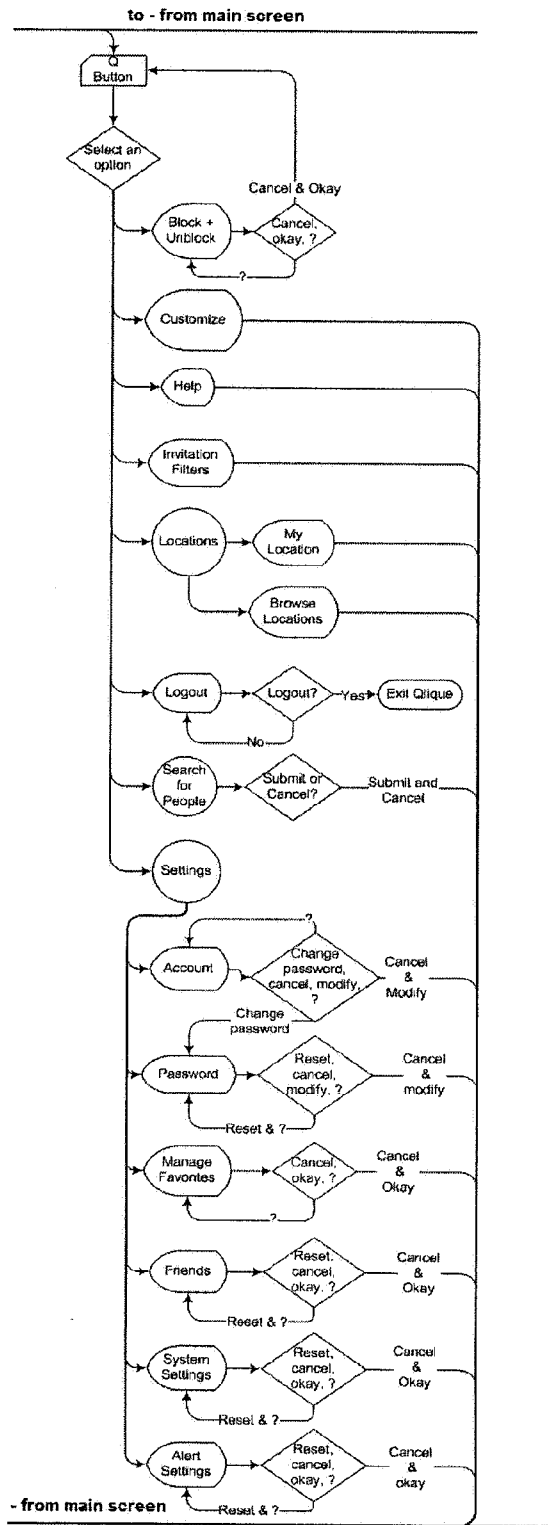 to - from main screen
Q
Button
Select an
option
Cancel & Okay
Block +
Unblock
Cancel,
okay, ?
?
Customize
Help
Invitation
Filters
Locations
My
Location
Browse
Locations
Logout
Logout?
Yes
Exit Qlique
No
Search
for
People
Submit or
Cancel?
Submit and
Cancel
Settings
?
Account
Change
password,
cancel, modify,
?
Cancel
&
Modify
Change
password
Password
Reset,
cancel,
modify, ?
Cancel
&
modify
Reset & ?
Manage
Favorites
Cancel,
okay, ?
Cancel
&
Okay
?
Friends
Reset,
cancel,
okay, ?
Cancel
&
Okay
Reset & ?
System
Settings
Reset,
cancel,
okay, ?
Cancel
&
Okay
Reset & ?
Alert
Settings
Reset,
cancel,
okay, ?
Cancel
&
okay
Reset & ?
- from main screen